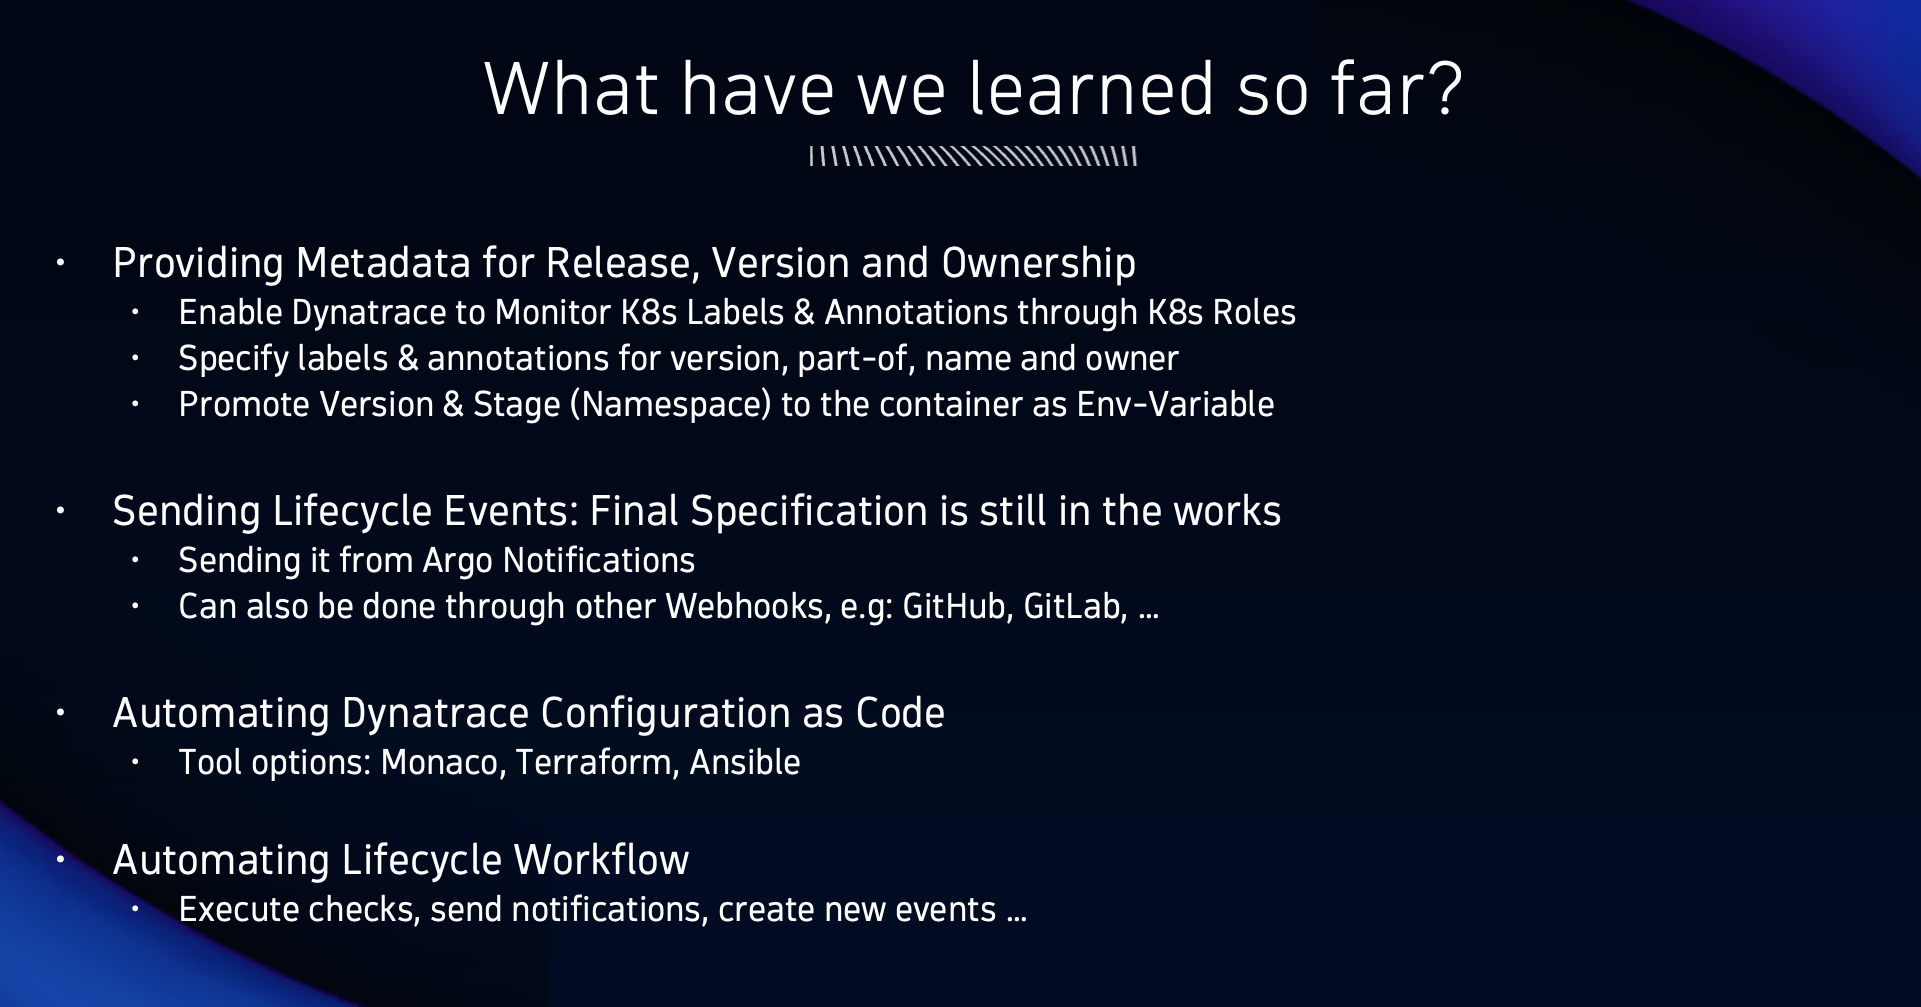 What have we learned so far?
• Providing Metadata for Release, Version and Ownership
• Enable Dynatrace to Monitor K8s Labels & Annotations through K8s Roles
• Specify labels & annotations for version, part-of, name and owner
• Promote Version & Stage (Namespace) to the container as Env-Variable
• Sending Lifecycle Events: Final Specification is still in the works
• Sending it from Argo Notifications
• Can also be done through other Webhooks, e.g: GitHub, GitLab, ...
• Automating Dynatrace Configuration as Code
• Tool options: Monaco, Terraform, Ansible
• Automating Lifecycle Workflow
• Execute checks, send notifications, create new events ...